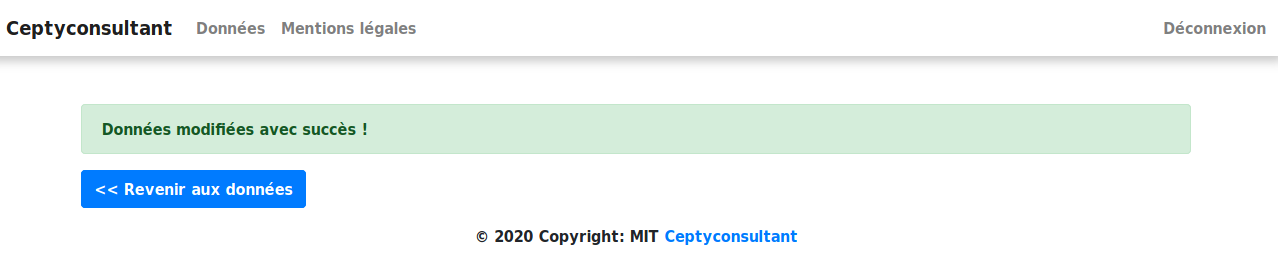 Ceptyconsultant Données Mentions légales Déconnexion
Données modifiées avec succès !
<< Revenir aux données
© 2020 Copyright: MIT Ceptyconsultant